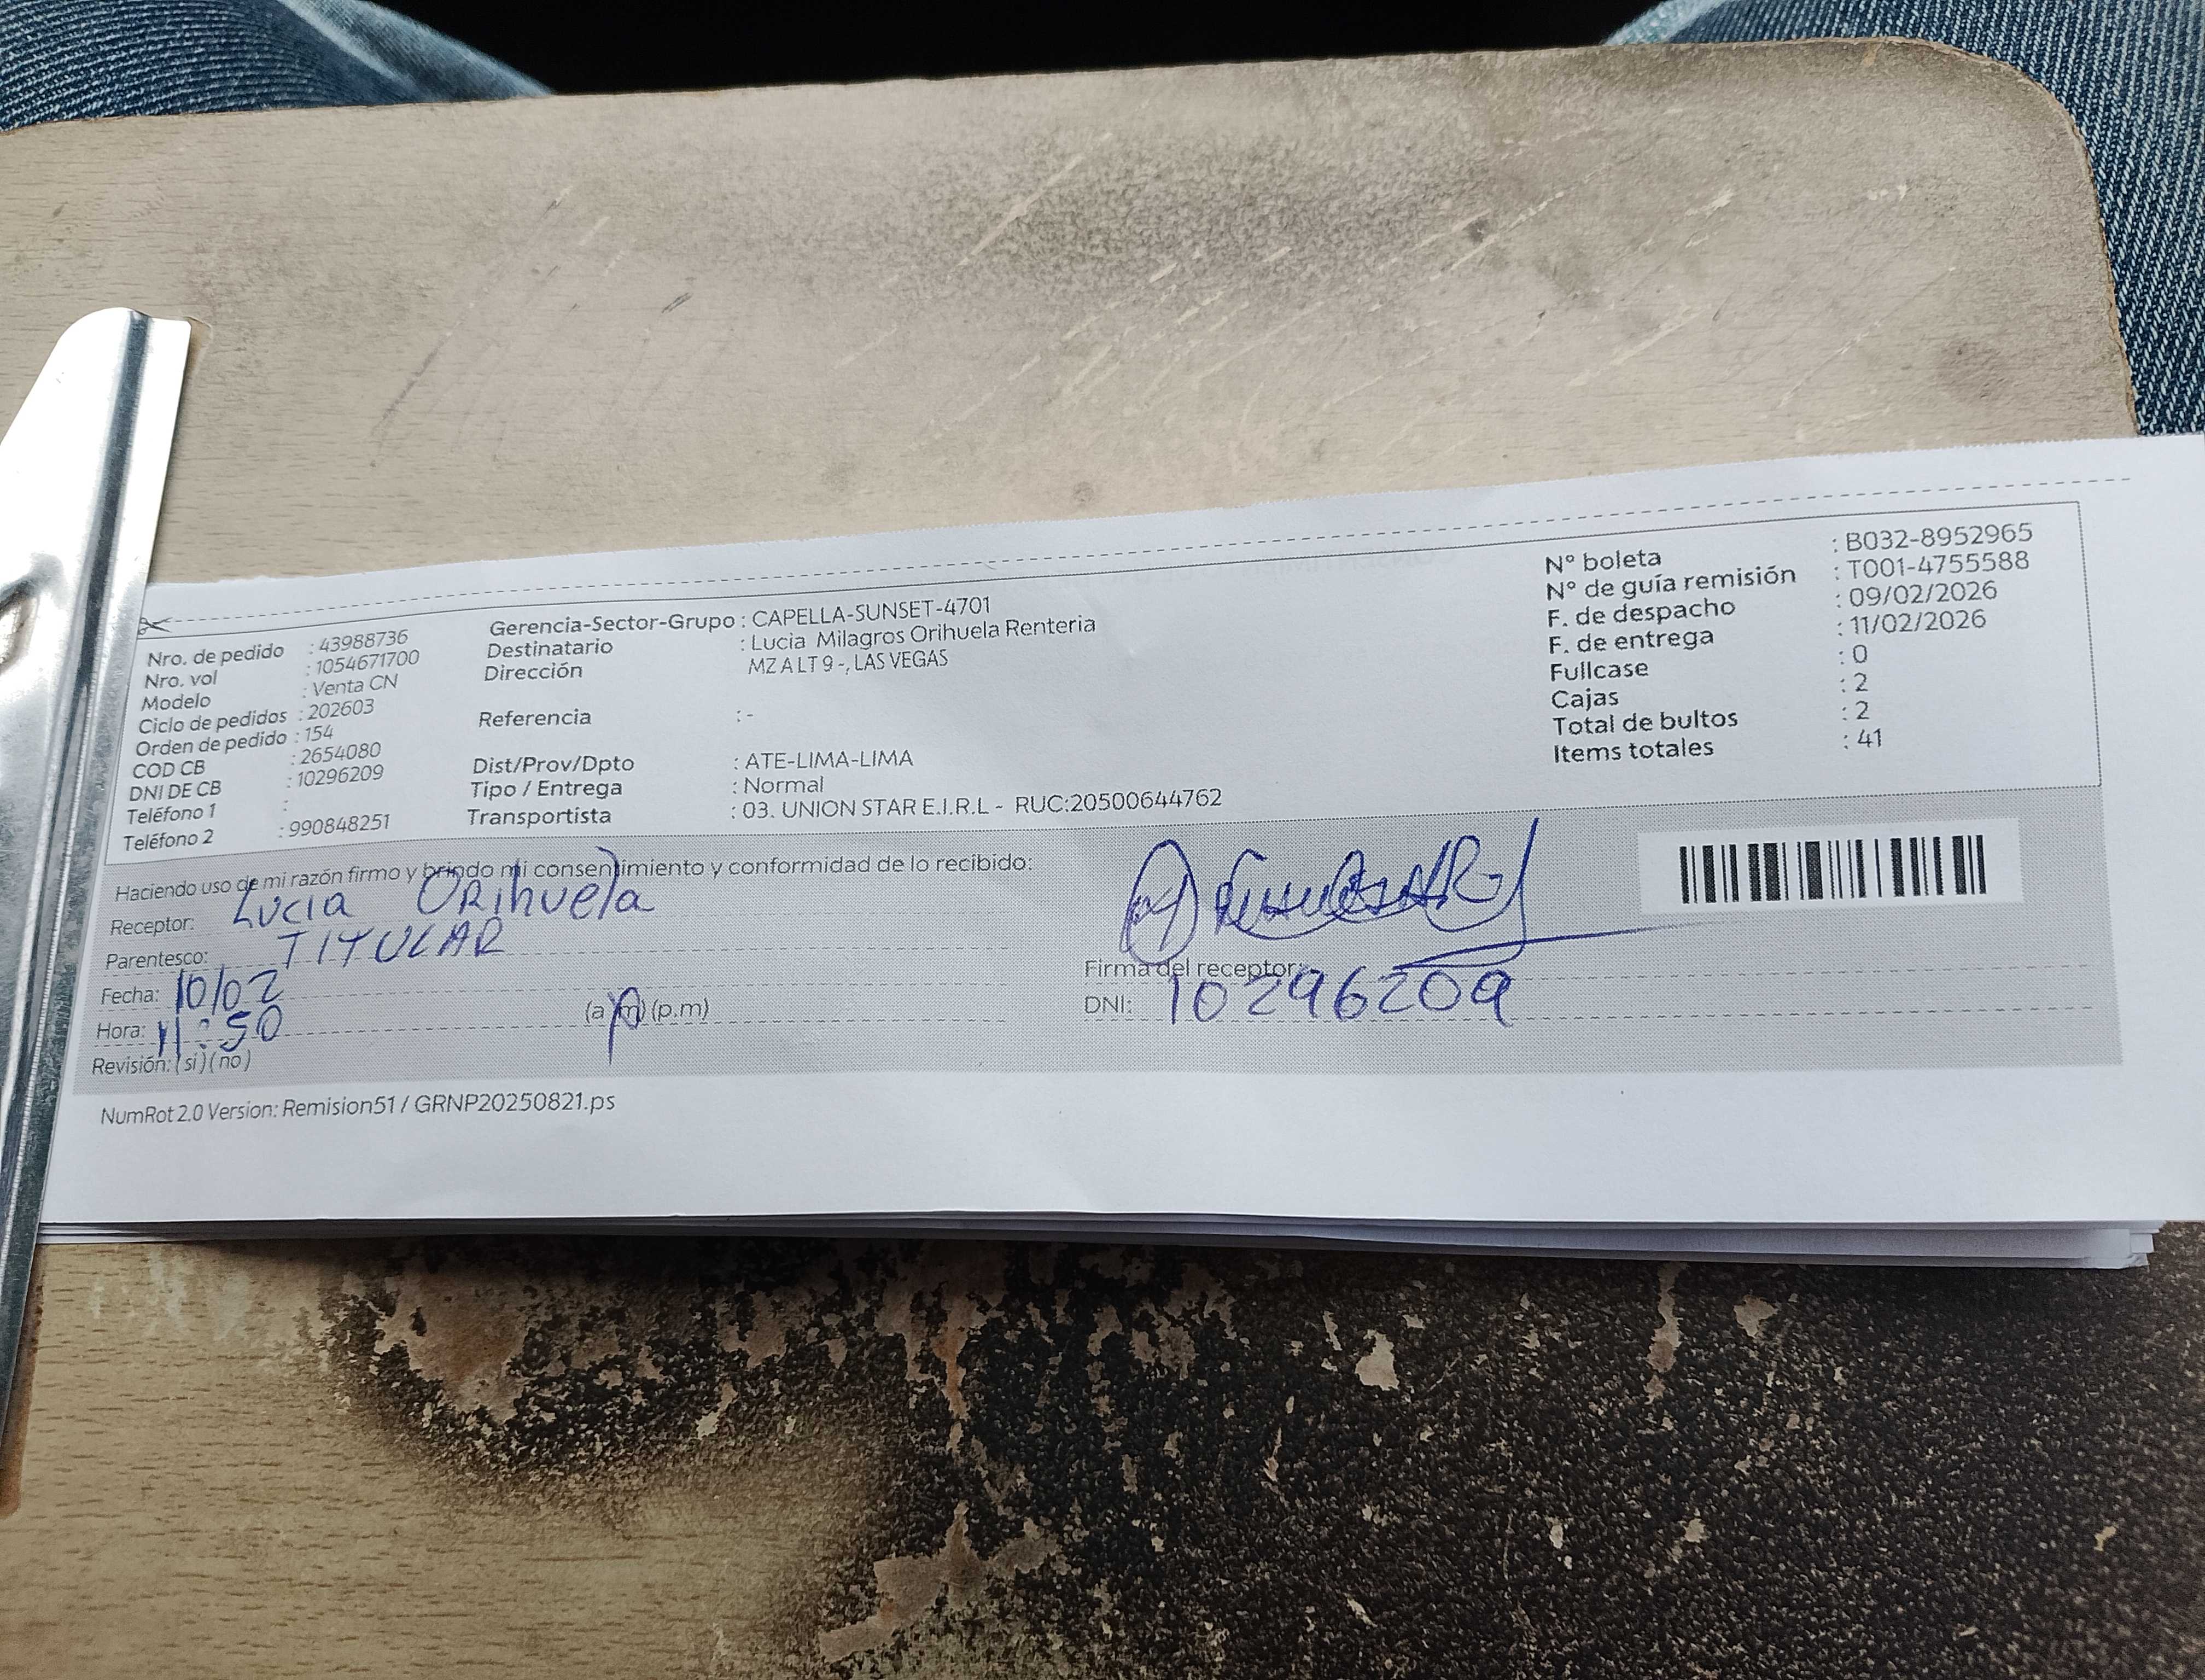 Nro. de pedido : 43988736
Nro. vol : 1054671700
Modelo : Venta CN
Ciclo de pedidos : 202603
Orden de pedido : 154
COD CB : 2654080
DNI DE CB : 10296209
Teléfono 1 :
Teléfono 2 : 990848251
Gerencia-Sector-Grupo : CAPELLA-SUNSET-4701
Destinatario : Lucia Milagros Orihuela Renteria
Dirección MZ A LT 9 -, LAS VEGAS
Referencia : -
Dist/Prov/Dpto : ATE-LIMA-LIMA
Tipo / Entrega : Normal
Transportista : 03. UNION STAR E.I.R.L - RUC:20500644762
N° boleta : B032-8952965
N° de guía remisión : T001-4755588
F. de despacho : 09/02/2026
F. de entrega : 11/02/2026
Fullcase : 0
Cajas : 2
Total de bultos : 2
Items totales : 41
Haciendo uso de mi razón firmo y brindo mi consentimiento y conformidad de lo recibido:
Receptor: Lucia Orihuela
Parentesco: TITULAR
Fecha: 10/02
Hora: 11:50 (a.m) (p.m)
Revisión: (si) (no)
Firma del receptor:
DNI: 10296209
NumRot 2.0 Version: Remision51 / GRNP20250821.ps